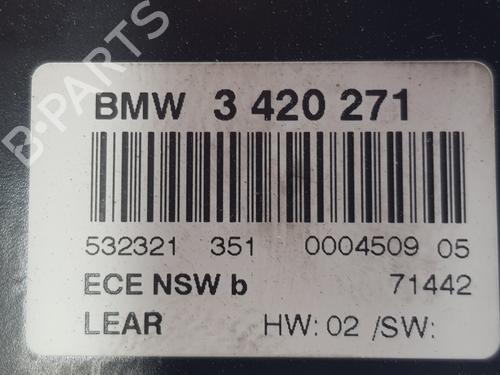 BMW 3 420 271
532321 351 0004509 05
ECE NSW b 71442
LEAR HW: 02 /SW:
B-PARTS